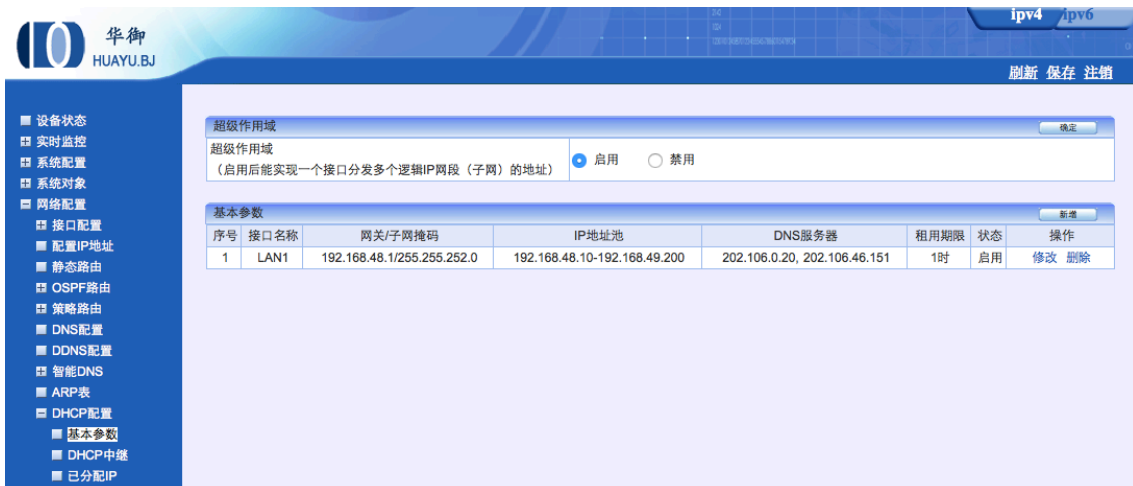 华御
HUAYU.BJ
ipv4 ipv6
刷新 保存 注销
设备状态
实时监控
系统配置
系统对象
网络配置
接口配置
配置IP地址
静态路由
OSPF路由
策略路由
DNS配置
DDNS配置
智能DNS
ARP表
DHCP配置
基本参数
DHCP中继
已分配IP
超级作用域 确定
超级作用域
（启用后能实现一个接口分发多个逻辑IP网段（子网）的地址） 启用 禁用
基本参数 新增
序号 接口名称 网关/子网掩码 IP地址池 DNS服务器 租用期限 状态 操作
1 LAN1 192.168.48.1/255.255.252.0 192.168.48.10-192.168.49.200 202.106.0.20, 202.106.46.151 1时 启用 修改 删除